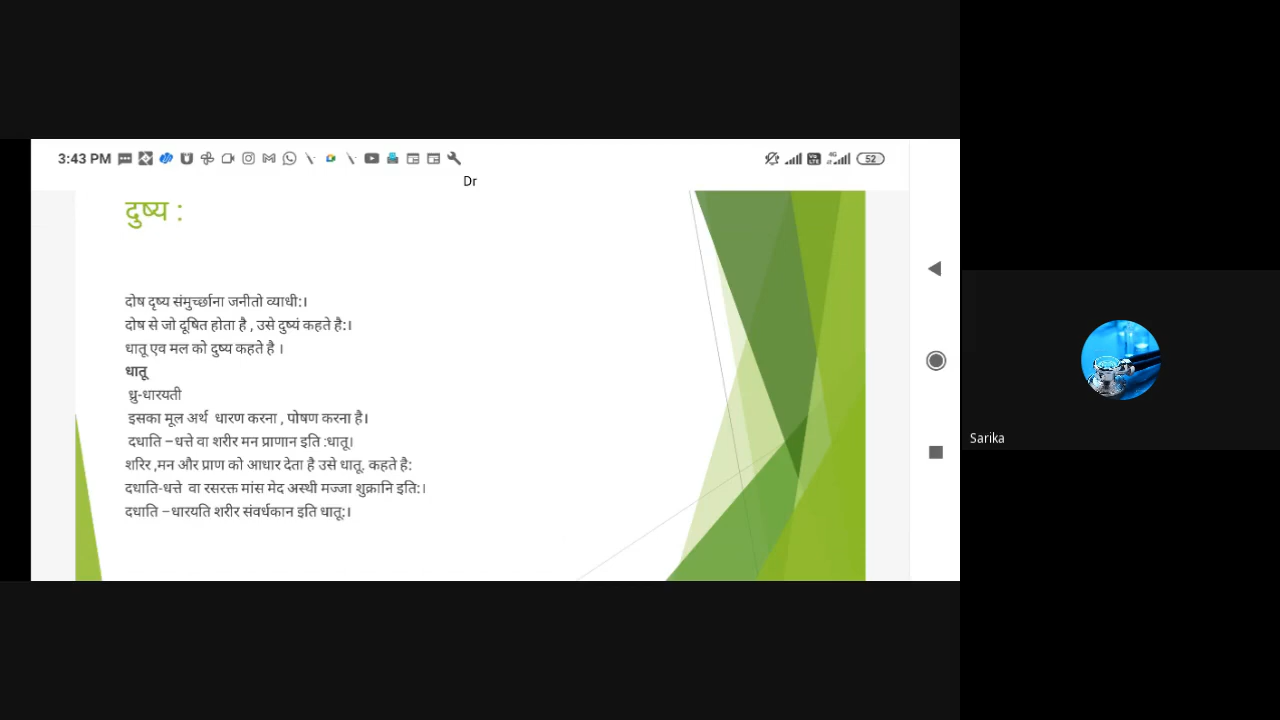 3:43 PM
52
Dr
दुष्य :
दोष दृष्य संमुर्च्छाना जनीतो व्याधी:।
दोष से जो दूषित होता है , उसे दुष्यं कहते है:।
धातू एव मल को दुष्य कहते है ।
धातू
ध्रु-धारयती
इसका मूल अर्थ धारण करना , पोषण करना है।
दधाति –धत्ते वा शरीर मन प्राणान इति :धातू।
शरिर ,मन और प्राण को आधार देता है उसे धातू. कहते है:
दधाति-धत्ते वा रसरक्त मांस मेद अस्थी मज्जा शुक्रानि इति:।
दधाति –धारयति शरीर संवर्धकान इति धातू:।
Sarika